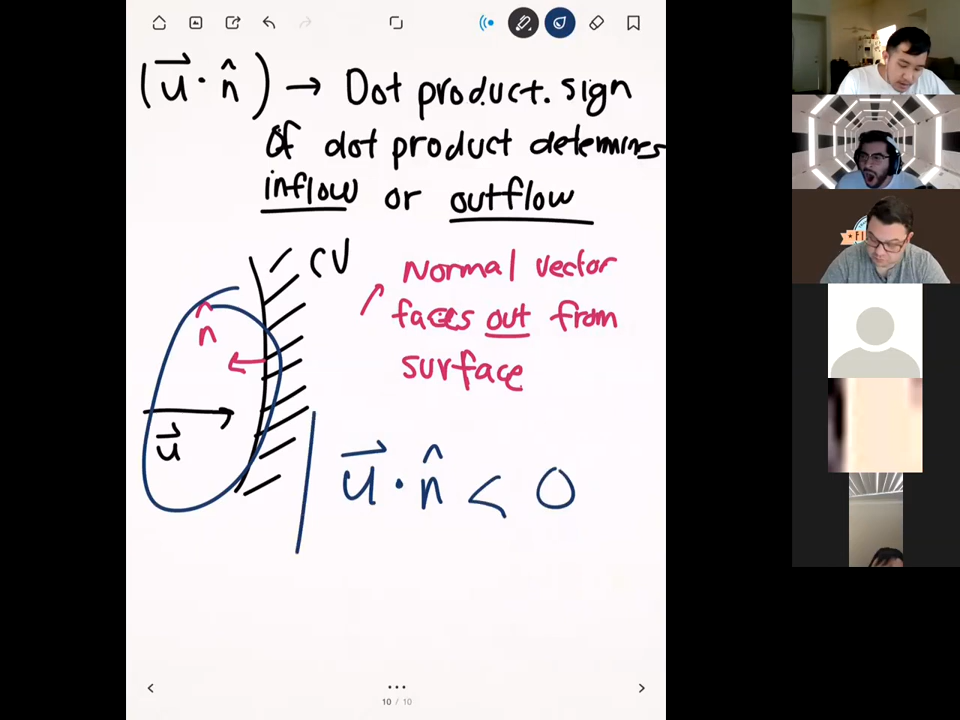 (u⃗ · n̂) → Dot product. sign
Of dot product determines
inflow or outflow
CV
Normal vector
faces out from
surface
n̂
u⃗
u⃗ · n̂ < 0
10 / 10